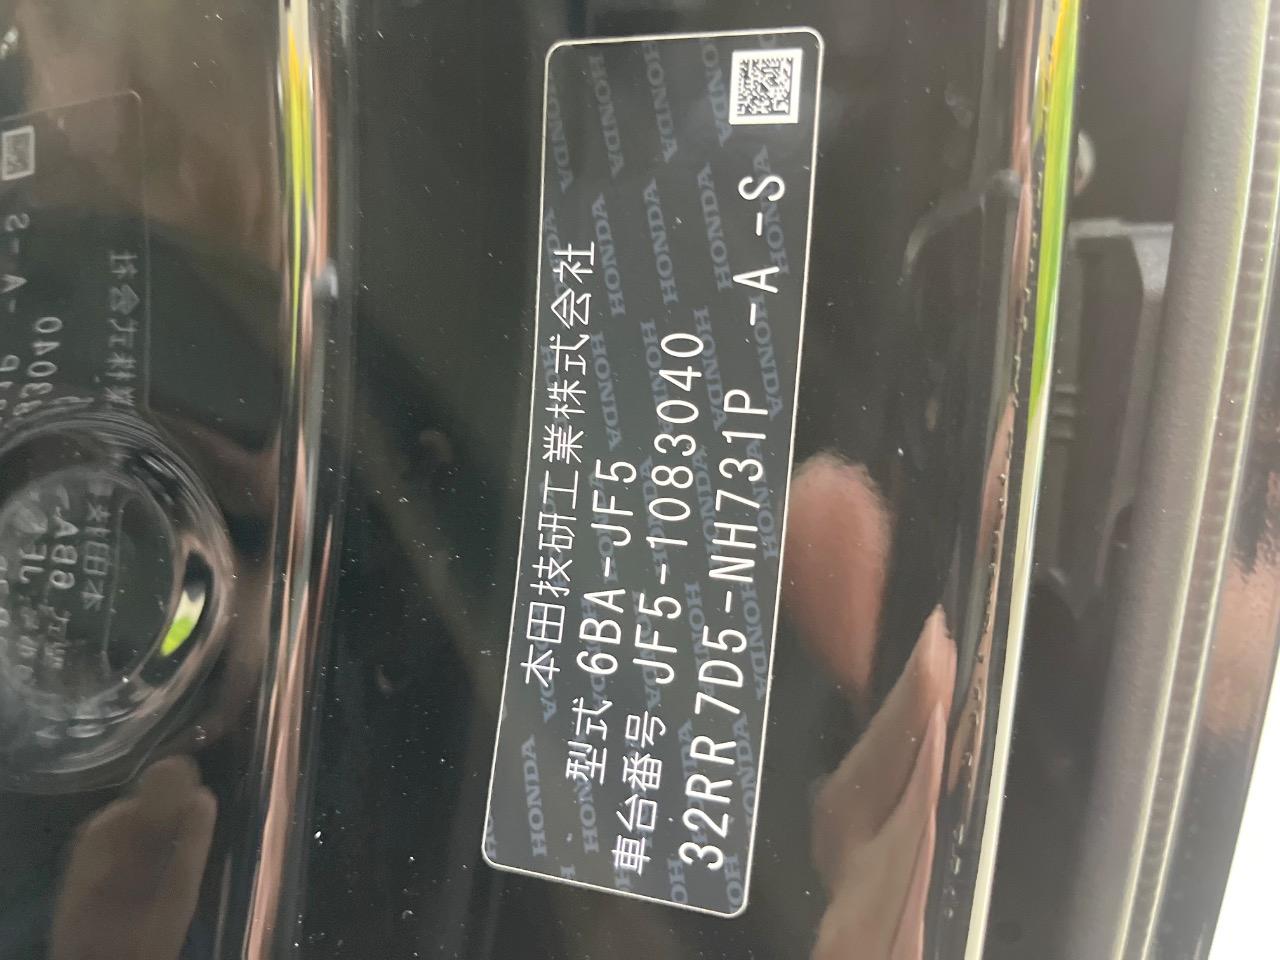 本田技研工業株式会社
型式 6BA-JF5
車台番号 JF5-1083040
32RR 7D5-NH731P -A-S